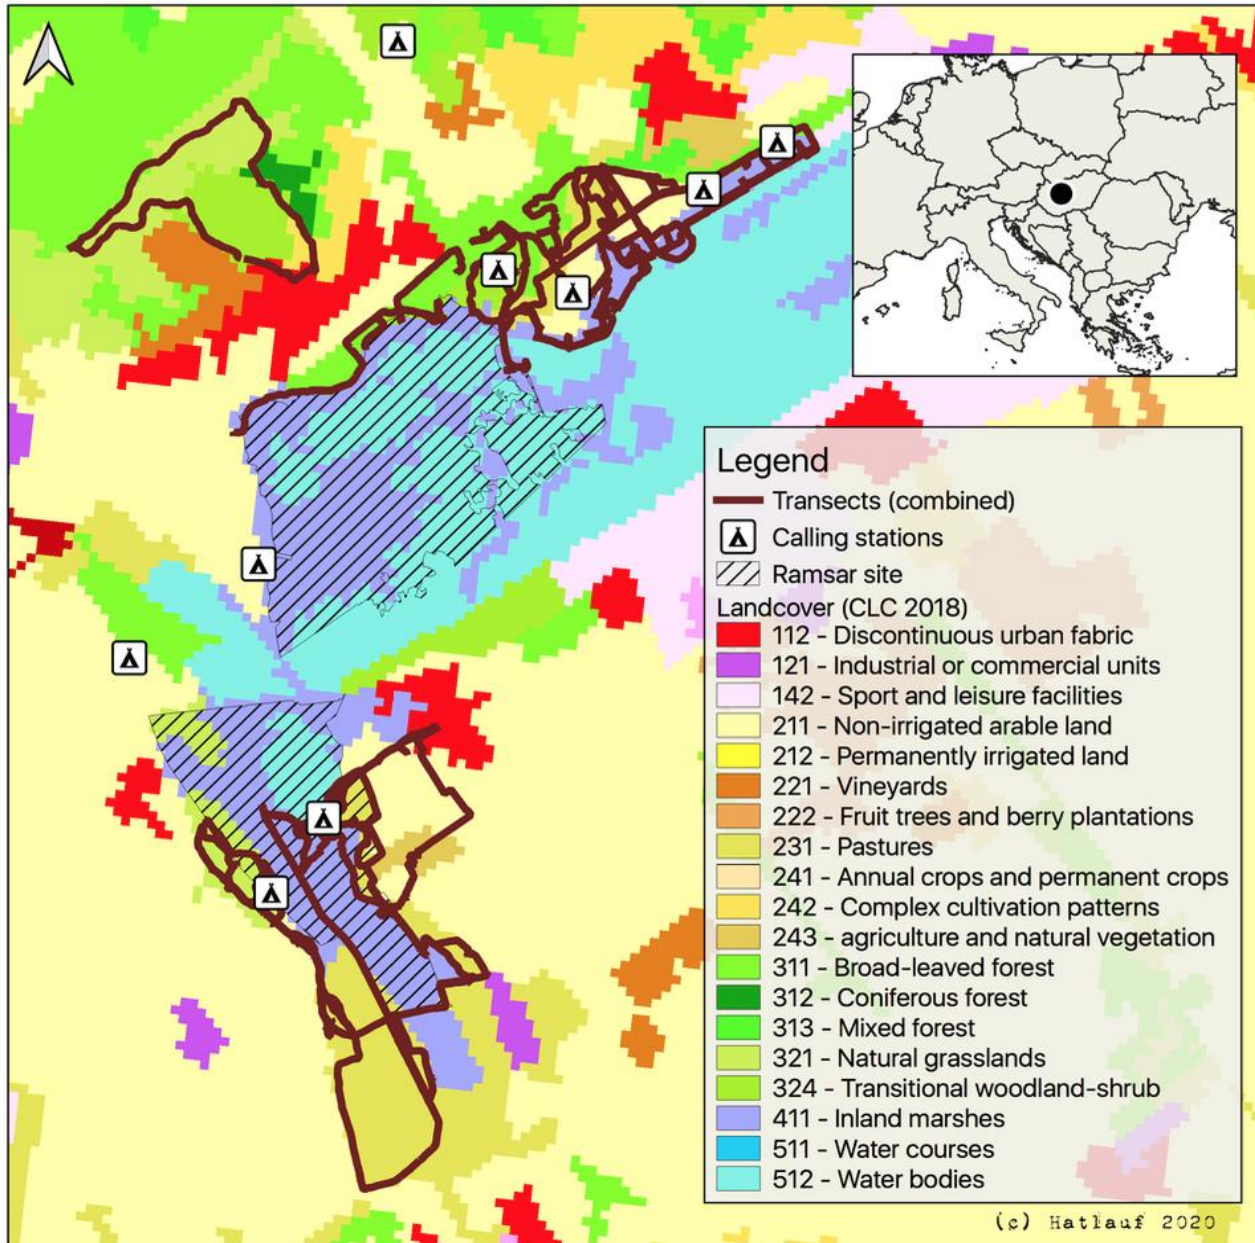 Legend
Transects (combined)
Calling stations
Ramsar site
Landcover (CLC 2018)
112 - Discontinuous urban fabric
121 - Industrial or commercial units
142 - Sport and leisure facilities
211 - Non-irrigated arable land
212 - Permanently irrigated land
221 - Vineyards
222 - Fruit trees and berry plantations
231 - Pastures
241 - Annual crops and permanent crops
242 - Complex cultivation patterns
243 - agriculture and natural vegetation
311 - Broad-leaved forest
312 - Coniferous forest
313 - Mixed forest
321 - Natural grasslands
324 - Transitional woodland-shrub
411 - Inland marshes
511 - Water courses
512 - Water bodies
(c) Hatlauf 2020